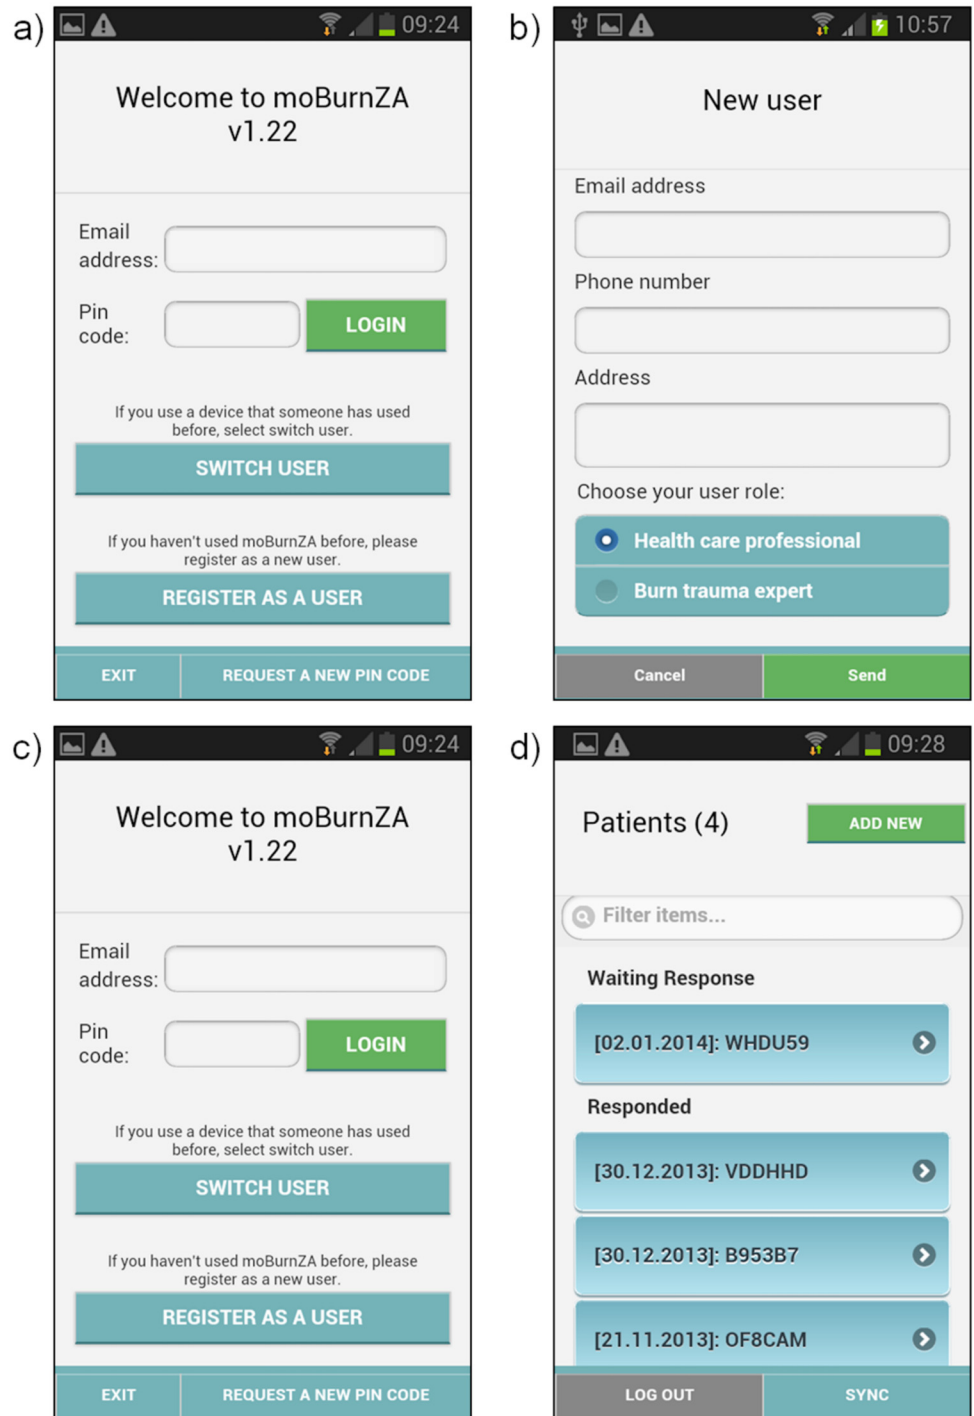 a)
09:24
Welcome to moBurnZA
v1.22
Email
address:
Pin
code:
LOGIN
If you use a device that someone has used
before, select switch user.
SWITCH USER
If you haven't used moBurnZA before, please
register as a new user.
REGISTER AS A USER
EXIT
REQUEST A NEW PIN CODE
b)
10:57
New user
Email address
Phone number
Address
Choose your user role:
Health care professional
Burn trauma expert
Cancel
Send
c)
09:24
Welcome to moBurnZA
v1.22
Email
address:
Pin
code:
LOGIN
If you use a device that someone has used
before, select switch user.
SWITCH USER
If you haven't used moBurnZA before, please
register as a new user.
REGISTER AS A USER
EXIT
REQUEST A NEW PIN CODE
d)
09:28
Patients (4)
ADD NEW
Filter items...
Waiting Response
[02.01.2014]: WHDU59
Responded
[30.12.2013]: VDDHHD
[30.12.2013]: B953B7
[21.11.2013]: OF8CAM
LOG OUT
SYNC